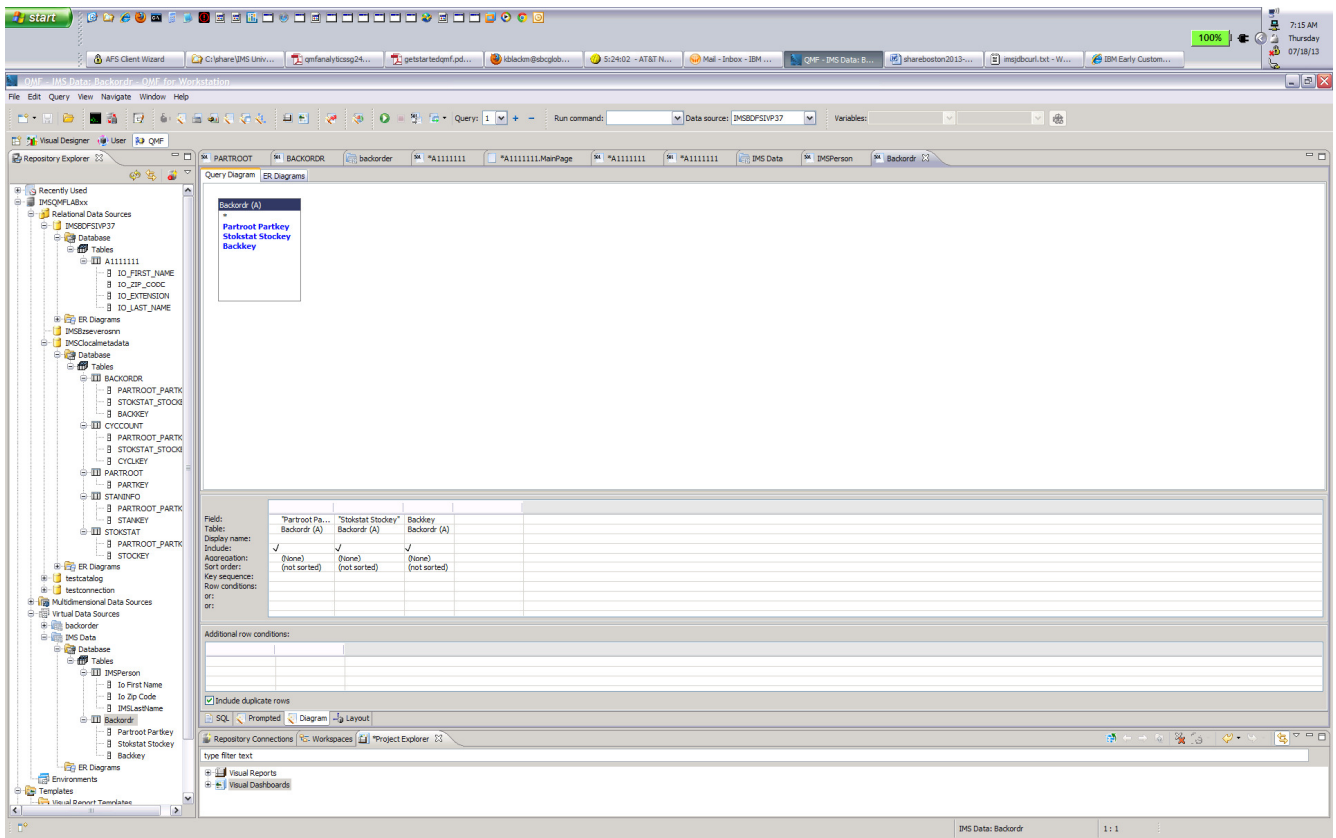 start
100%
7:15 AM
Thursday
07/18/13
AFS Client Wizard
C:\share\IMS Univ...
qmfanalyticssg24...
getstartedqmf.pd...
kblackm@sbcglob...
5:24:02 - AT&T N...
Mail - Inbox - IBM ...
QMF - IMS Data: B...
shareboston2013-...
imsjdbcurl.txt - W...
IBM Early Custom...
QMF - IMS Data: Backordr - QMF for Workstation
File Edit Query View Navigate Window Help
Query: 1
Run command:
Data source: IMSBDFSIVP37
Variables:
Visual Designer User QMF
Repository Explorer
PARTROOT BACKORDR backorder *A1111111 *A1111111.MainPage *A1111111 *A1111111 IMS Data IMSPerson Backordr
Query Diagram ER Diagrams
Recently Used
IMSQMFLABxx
Relational Data Sources
IMSBDFSIVP37
Database
Tables
A1111111
IO_FIRST_NAME
IO_ZIP_CODE
IO_EXTENSION
IO_LAST_NAME
ER Diagrams
IMSBzseverosnn
IMSClocalmetadata
Database
Tables
BACKORDR
PARTROOT_PARTK
STOKSTAT_STOCKE
BACKKEY
CYCCOUNT
PARTROOT_PARTK
STOKSTAT_STOCKE
CYCLKEY
PARTROOT
PARTKEY
STANINFO
PARTROOT_PARTK
STANKEY
STOKSTAT
PARTROOT_PARTK
STOCKEY
ER Diagrams
testcatalog
testconnection
Multidimensional Data Sources
Virtual Data Sources
backorder
IMS Data
Database
Tables
IMSPerson
Io First Name
Io Zip Code
IMSLastName
Backordr
Partroot Partkey
Stokstat Stockey
Backkey
ER Diagrams
Environments
Templates
Visual Report Templates
Backordr (A)
*
Partroot Partkey
Stokstat Stockey
Backkey
Field: "Partroot Pa... "Stokstat Stockey" Backkey
Table: Backordr (A) Backordr (A) Backordr (A)
Display name:
Include: √ √ √
Aggregation: (None) (None) (None)
Sort order: (not sorted) (not sorted) (not sorted)
Key sequence:
Row conditions:
or:
or:
Additional row conditions:
Include duplicate rows
SQL Prompted Diagram Layout
Repository Connections Workspaces *Project Explorer
type filter text
Visual Reports
Visual Dashboards
IMS Data: Backordr
1: 1